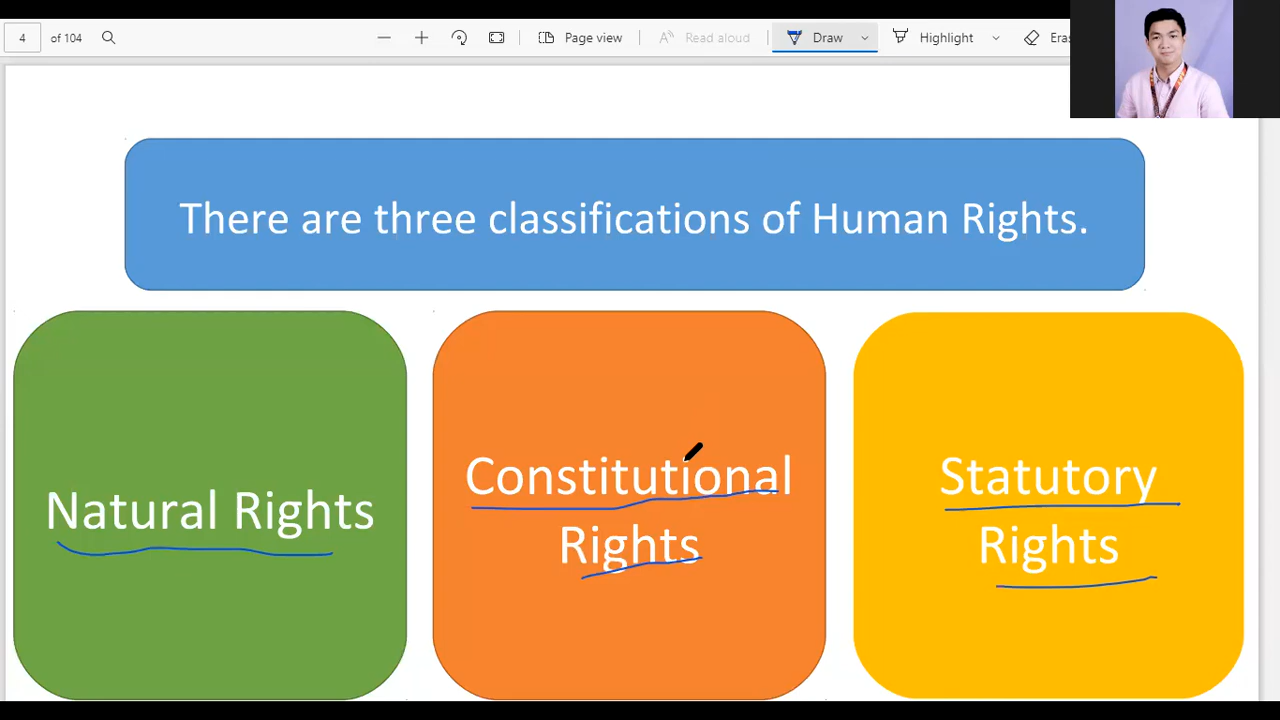 4 of 104 Page view Read aloud Draw Highlight Eras
There are three classifications of Human Rights.
Natural Rights
Constitutional
Rights
Statutory
Rights